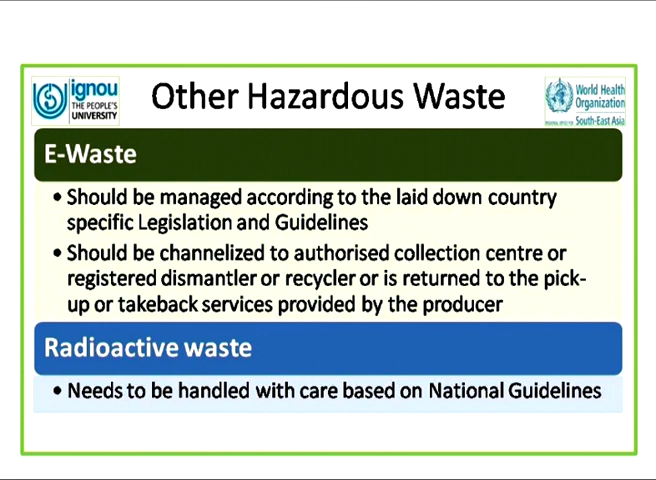 ignou
THE PEOPLE'S
UNIVERSITY
Other Hazardous Waste
World Health
Organization
South-East Asia
E-Waste
• Should be managed according to the laid down country
specific Legislation and Guidelines
• Should be channelized to authorised collection centre or
registered dismantler or recycler or is returned to the pick-
up or takeback services provided by the producer
Radioactive waste
• Needs to be handled with care based on National Guidelines